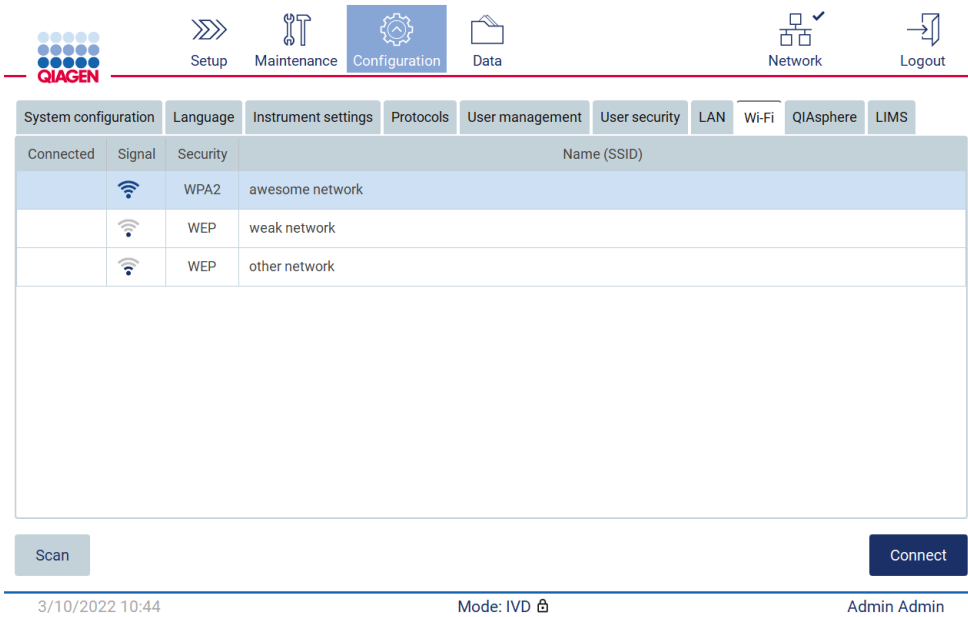 QIAGEN
Setup Maintenance Configuration Data Network Logout
System configuration Language Instrument settings Protocols User management User security LAN Wi-Fi QIAsphere LIMS
Connected Signal Security Name (SSID)
WPA2 awesome network
WEP weak network
WEP other network
Scan Connect
3/10/2022 10:44 Mode: IVD Admin Admin